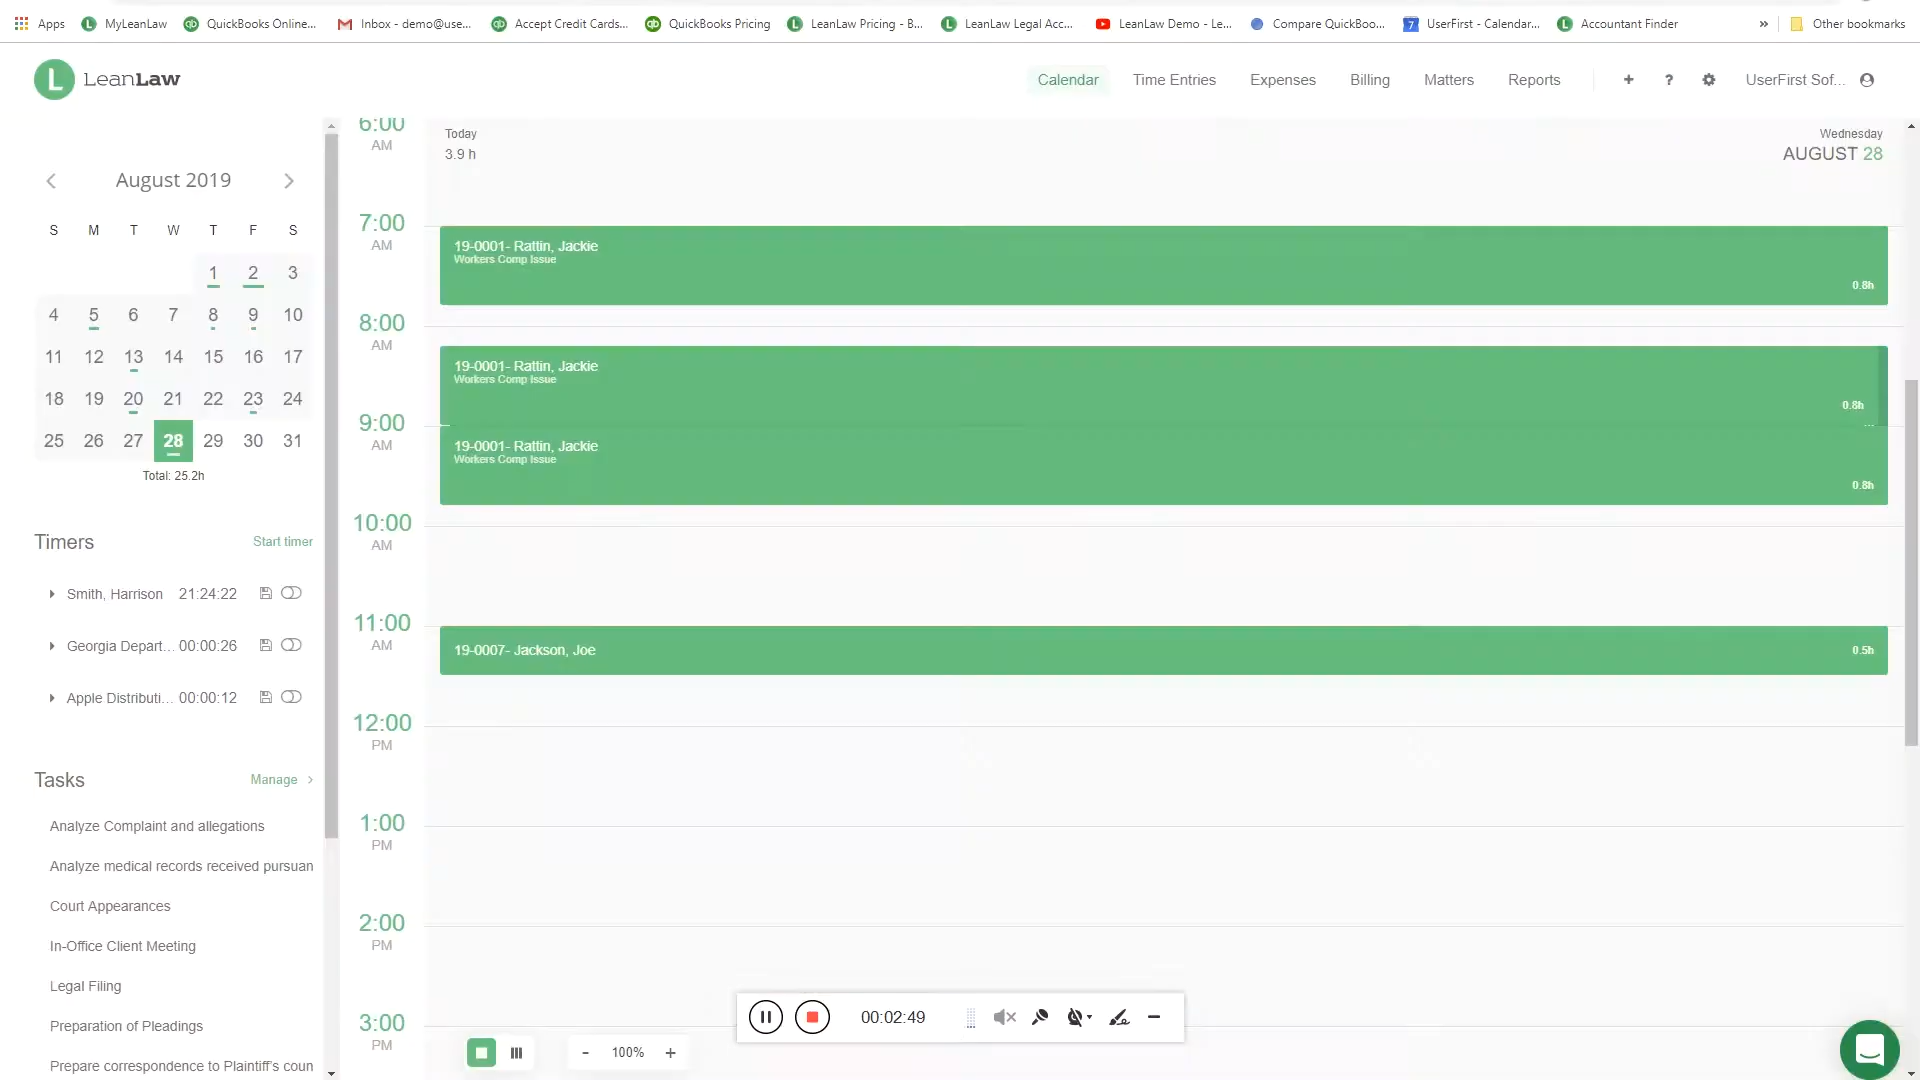 Apps
MyLeanLaw
QuickBooks Online...
Inbox - demo@use...
Accept Credit Cards...
QuickBooks Pricing
LeanLaw Pricing - B...
LeanLaw Legal Acc...
LeanLaw Demo - Le...
Compare QuickBoo...
UserFirst - Calendar...
Accountant Finder
»
Other bookmarks
LeanLaw
Calendar
Time Entries
Expenses
Billing
Matters
Reports
+
?
UserFirst Sof...
August 2019
S M T W T F S
1 2 3
4 5 6 7 8 9 10
11 12 13 14 15 16 17
18 19 20 21 22 23 24
25 26 27 28 29 30 31
Total: 25.2h
Timers
Start timer
Smith, Harrison 21:24:22
Georgia Depart... 00:00:26
Apple Distributi... 00:00:12
Tasks
Manage >
Analyze Complaint and allegations
Analyze medical records received pursuan
Court Appearances
In-Office Client Meeting
Legal Filing
Preparation of Pleadings
Prepare correspondence to Plaintiff's coun
6:00
AM
Today
3.9 h
Wednesday
AUGUST 28
7:00
AM
19-0001- Rattin, Jackie
Workers Comp Issue
0.8h
8:00
AM
19-0001- Rattin, Jackie
Workers Comp Issue
0.8h
...
9:00
AM
19-0001- Rattin, Jackie
Workers Comp Issue
0.8h
10:00
AM
11:00
AM
19-0007- Jackson, Joe
0.5h
12:00
PM
1:00
PM
2:00
PM
3:00
PM
00:02:49
- 100% +